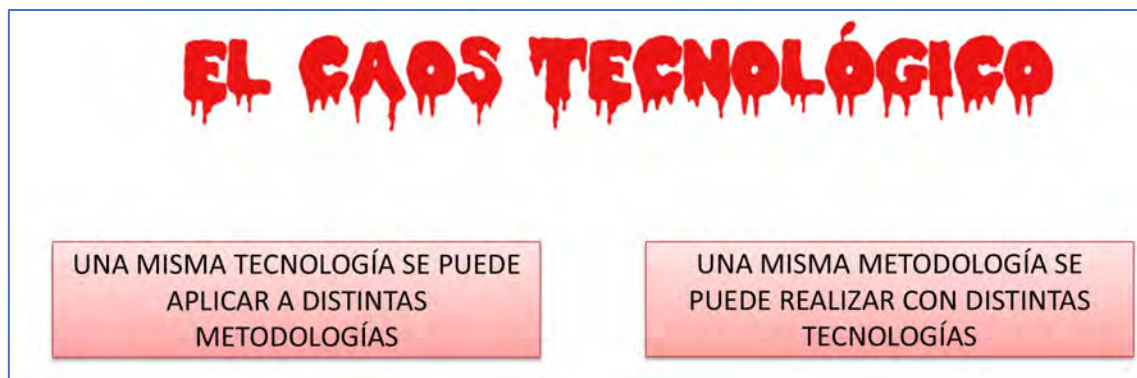 EL CAOS TECNOLÓGICO
UNA MISMA TECNOLOGÍA SE PUEDE
APLICAR A DISTINTAS
METODOLOGÍAS
UNA MISMA METODOLOGÍA SE
PUEDE REALIZAR CON DISTINTAS
TECNOLOGÍAS